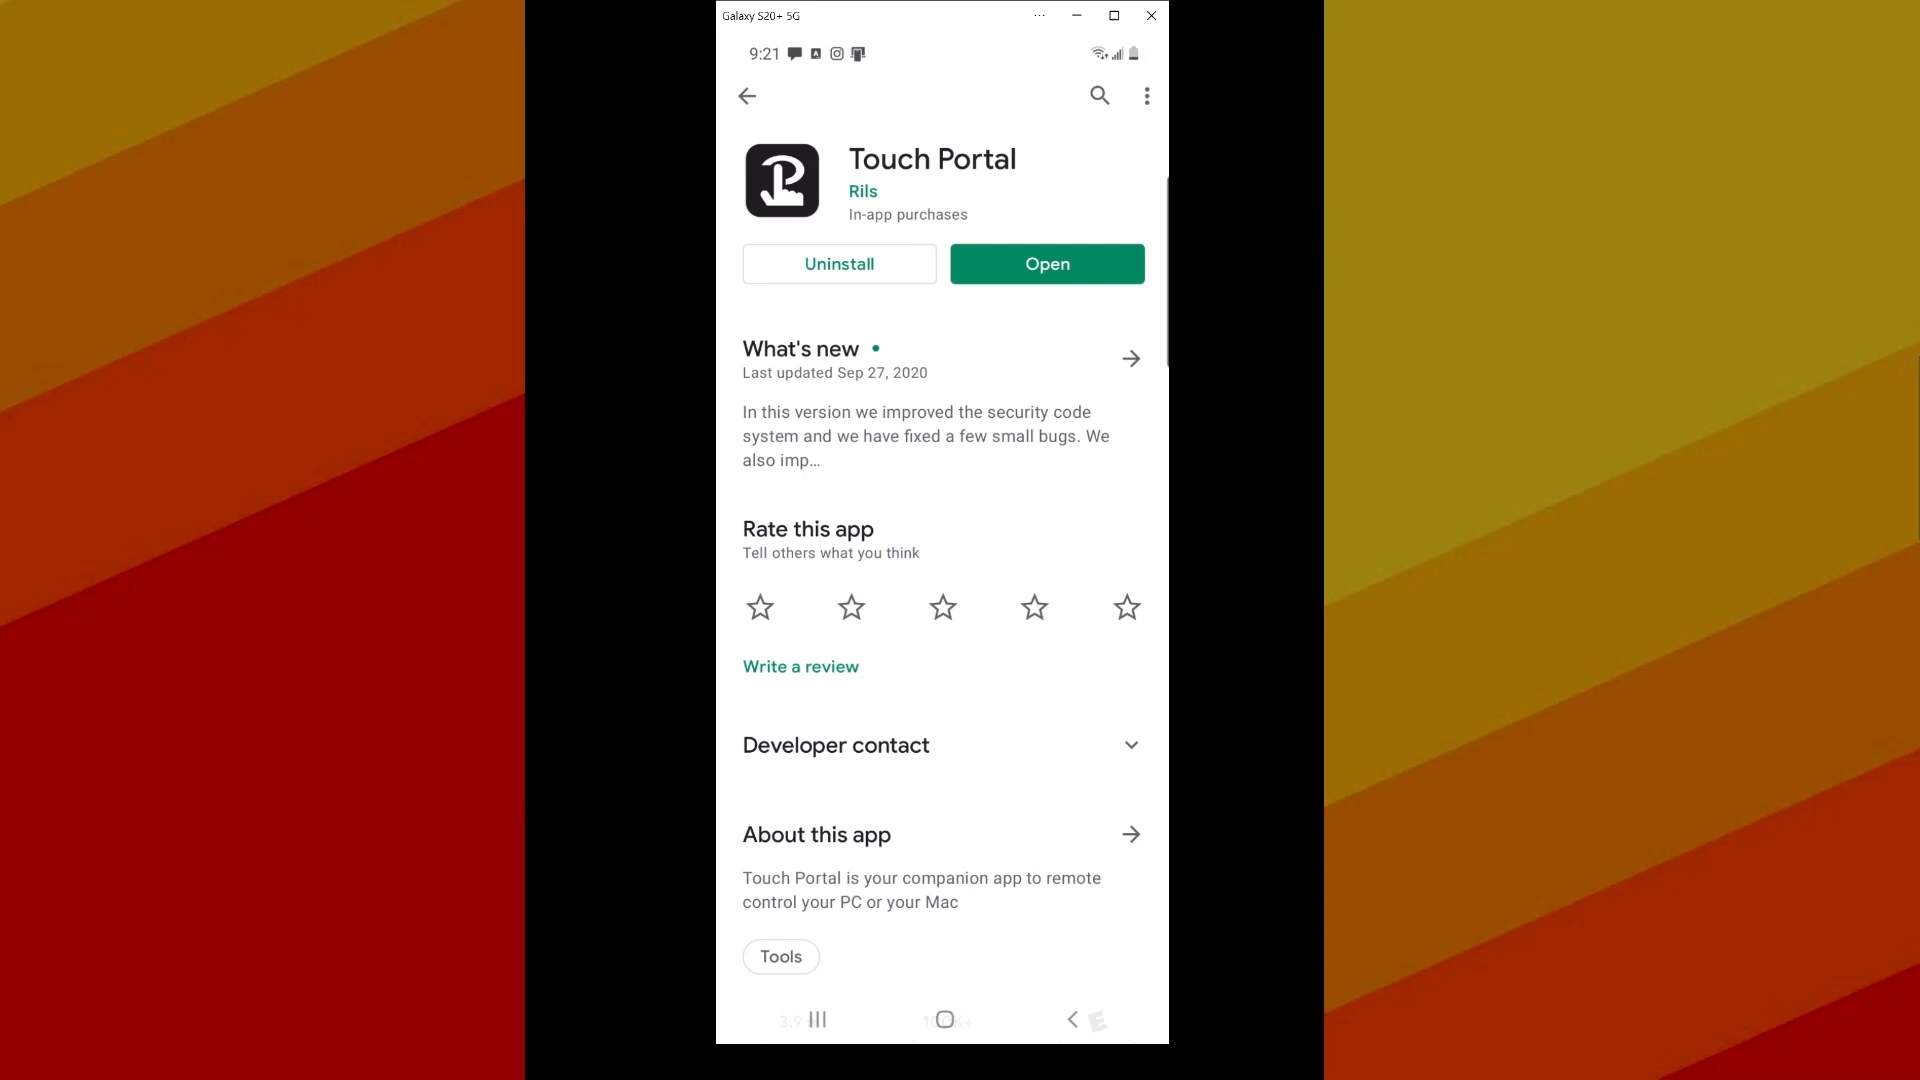 Galaxy S20+ 5G
9:21
Touch Portal
Rils
In-app purchases
Uninstall
Open
What's new
Last updated Sep 27, 2020
In this version we improved the security code
system and we have fixed a few small bugs. We
also imp…
Rate this app
Tell others what you think
Write a review
Developer contact
About this app
Touch Portal is your companion app to remote
control your PC or your Mac
Tools
3.9
E